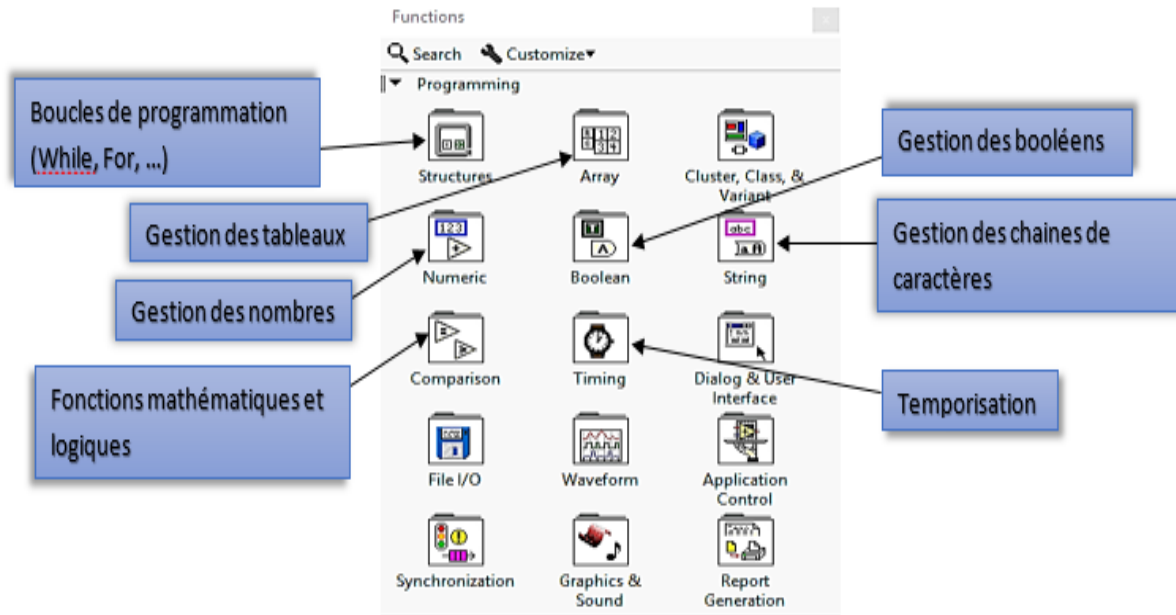 Functions
Search Customize▾
Programming
Boucles de programmation
(While, For, ...)
Structures
Array
Cluster, Class, &
Variant
Gestion des booléens
Gestion des tableaux
Gestion des chaines de
caractères
Numeric
Boolean
String
Gestion des nombres
Comparison
Timing
Dialog & User
Interface
Fonctions mathématiques et
logiques
Temporisation
File I/O
Waveform
Application
Control
Synchronization
Graphics &
Sound
Report
Generation